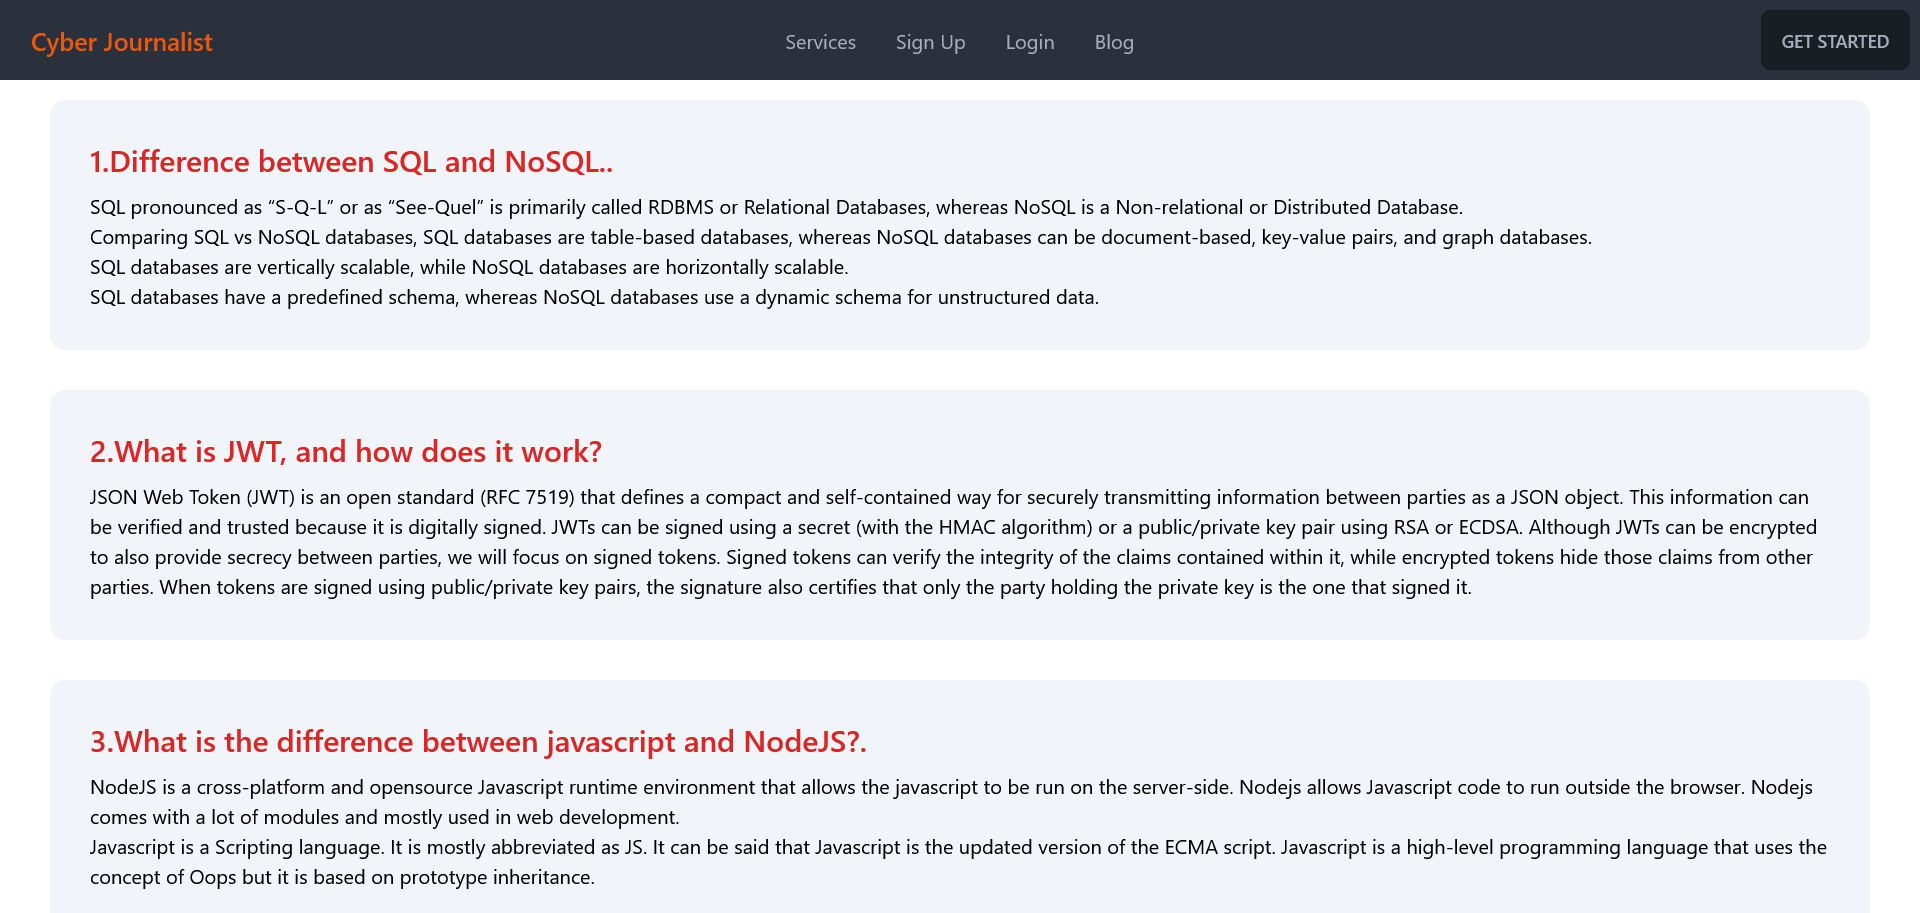 Cyber Journalist
Services
Sign Up
Login
Blog
GET STARTED
1.Difference between SQL and NoSQL..
SQL pronounced as “S-Q-L” or as “See-Quel” is primarily called RDBMS or Relational Databases, whereas NoSQL is a Non-relational or Distributed Database.
Comparing SQL vs NoSQL databases, SQL databases are table-based databases, whereas NoSQL databases can be document-based, key-value pairs, and graph databases.
SQL databases are vertically scalable, while NoSQL databases are horizontally scalable.
SQL databases have a predefined schema, whereas NoSQL databases use a dynamic schema for unstructured data.
2.What is JWT, and how does it work?
JSON Web Token (JWT) is an open standard (RFC 7519) that defines a compact and self-contained way for securely transmitting information between parties as a JSON object. This information can
be verified and trusted because it is digitally signed. JWTs can be signed using a secret (with the HMAC algorithm) or a public/private key pair using RSA or ECDSA. Although JWTs can be encrypted
to also provide secrecy between parties, we will focus on signed tokens. Signed tokens can verify the integrity of the claims contained within it, while encrypted tokens hide those claims from other
parties. When tokens are signed using public/private key pairs, the signature also certifies that only the party holding the private key is the one that signed it.
3.What is the difference between javascript and NodeJS?.
NodeJS is a cross-platform and opensource Javascript runtime environment that allows the javascript to be run on the server-side. Nodejs allows Javascript code to run outside the browser. Nodejs
comes with a lot of modules and mostly used in web development.
Javascript is a Scripting language. It is mostly abbreviated as JS. It can be said that Javascript is the updated version of the ECMA script. Javascript is a high-level programming language that uses the
concept of Oops but it is based on prototype inheritance.